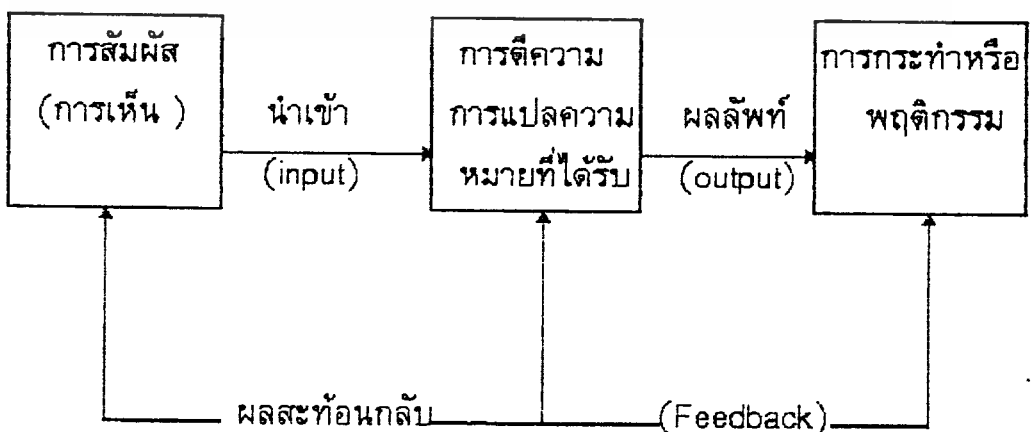 การสัมผัส
(การเห็น )
นำเข้า
(input)
การตีความ
การแปลความ
หมายที่ได้รับ
ผลลัพท์
(output)
การกระทำหรือ
พฤติกรรม
ผลสะท้อนกลับ
(Feedback)